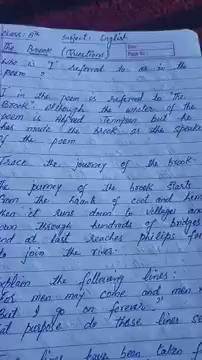 Class: 8th Subject: English
The Brook (Questions)
Who is "I" referred to as in the
poem?
I in the poem is referred to "The
Brook", although the writer of the
poem is Alfred Tennyson but he
has made the brook as the speaker
of the poem
Trace the journey of the brook.
The journey of the brook starts
from the haunts of coot and hern
then it runs down to villages and
through hundreds of bridges
and at last reaches philips far
to join the river.
explain the following lines:
"For men may come and men
But I go on forever."
at purpose do these lines se
lines have been taken f